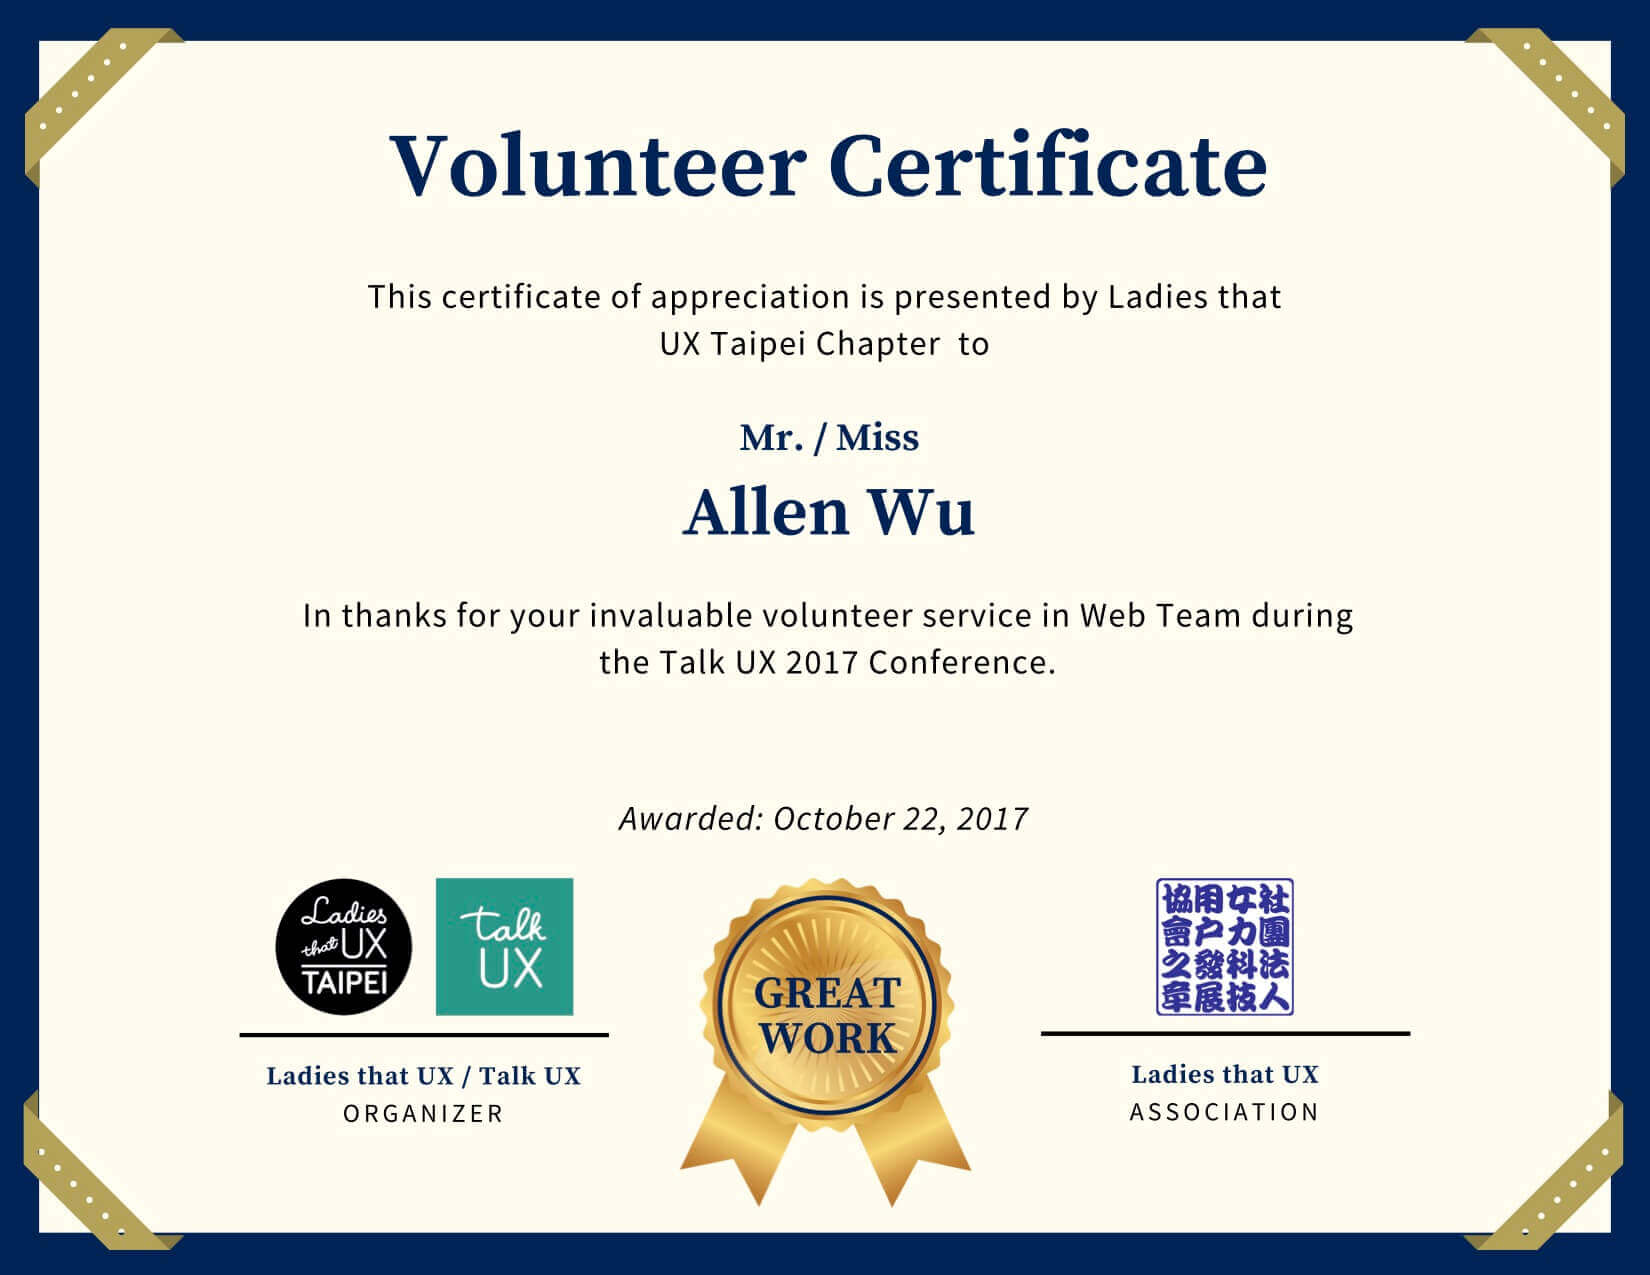 Volunteer Certificate
This certificate of appreciation is presented by Ladies that
UX Taipei Chapter to
Mr. / Miss
Allen Wu
In thanks for your invaluable volunteer service in Web Team during
the Talk UX 2017 Conference.
Awarded: October 22, 2017
Ladies
that UX
TAIPEI
talk
UX
GREAT
WORK
社團法人
女力科技
用戶發展
協會之章
Ladies that UX / Talk UX
ORGANIZER
Ladies that UX
ASSOCIATION